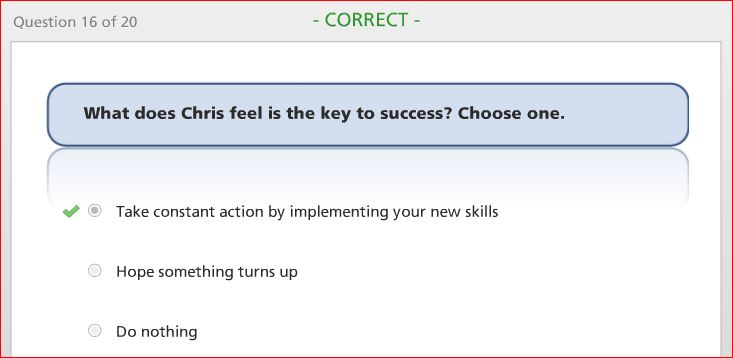 Question 16 of 20
- CORRECT -
What does Chris feel is the key to success? Choose one.
Take constant action by implementing your new skills
Hope something turns up
Do nothing